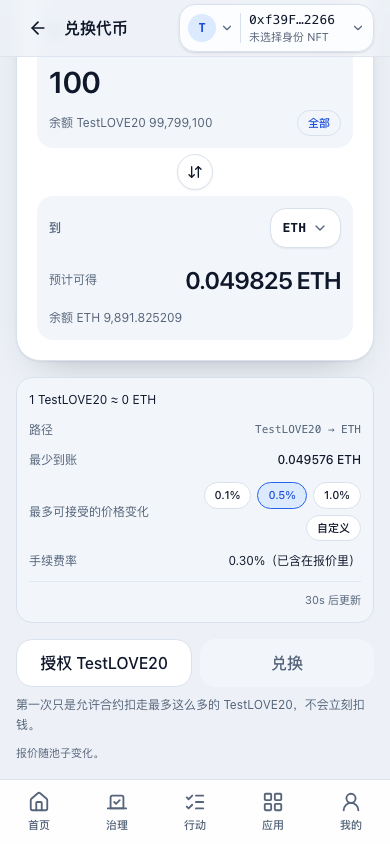 兑换代币
T
0xf39F…2266
未选择身份 NFT
100
余额 TestLOVE20 99,799,100
全部
到
ETH
预计可得
0.049825 ETH
余额 ETH 9,891.825209
1 TestLOVE20 ≈ 0 ETH
路径
TestLOVE20 → ETH
最少到账
0.049576 ETH
最多可接受的价格变化
0.1%
0.5%
1.0%
自定义
手续费率
0.30%（已含在报价里）
30s 后更新
授权 TestLOVE20
兑换
第一次只是允许合约扣走最多这么多的 TestLOVE20，不会立刻扣
钱。
报价随池子变化。
首页
治理
行动
应用
我的